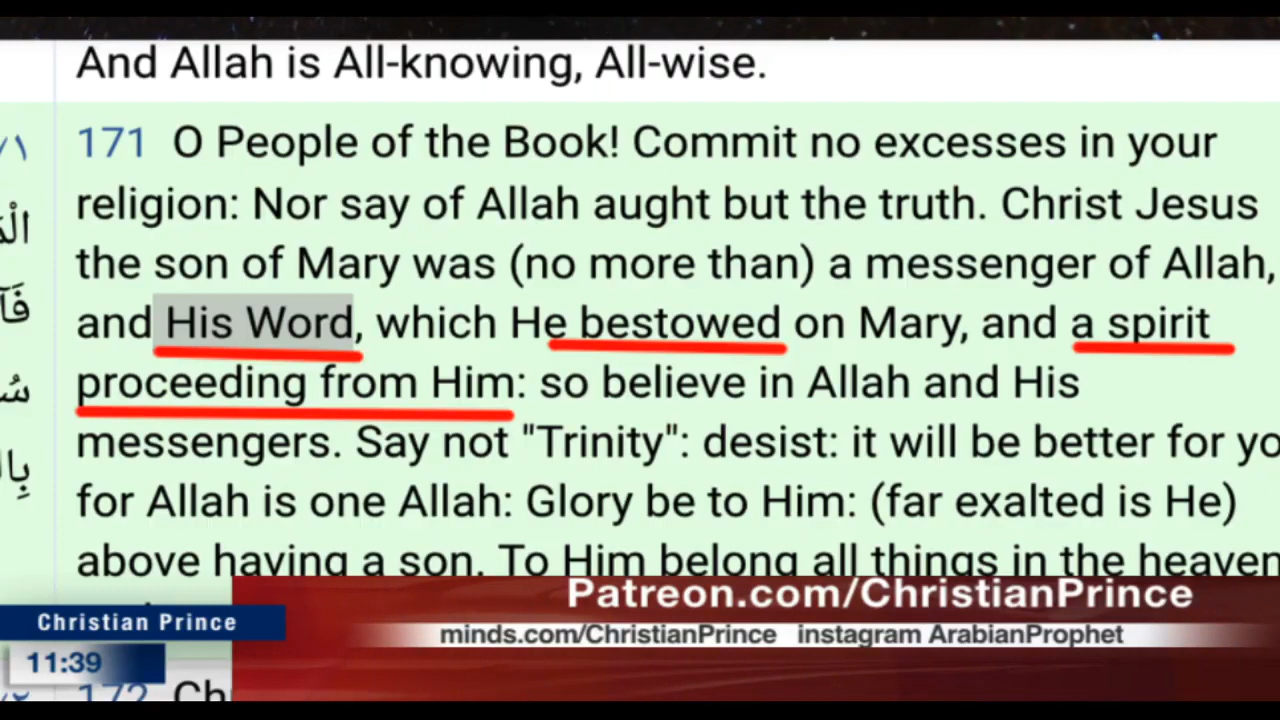 And Allah is All-knowing, All-wise.
171 O People of the Book! Commit no excesses in your
religion: Nor say of Allah aught but the truth. Christ Jesus
the son of Mary was (no more than) a messenger of Allah,
and His Word, which He bestowed on Mary, and a spirit
proceeding from Him: so believe in Allah and His
messengers. Say not "Trinity": desist: it will be better for yo
for Allah is one Allah: Glory be to Him: (far exalted is He)
above having a son. To Him belong all things in the heaven
Patreon.com/ChristianPrince
Christian Prince
minds.com/ChristianPrince instagram ArabianProphet
11:39
172 Ch